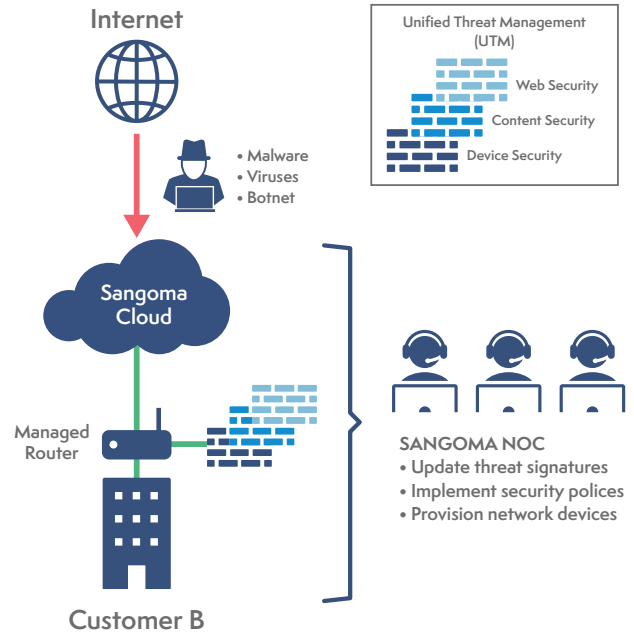 Internet
Unified Threat Management
(UTM)
Web Security
Content Security
Device Security
• Malware
• Viruses
• Botnet
Sangoma
Cloud
Managed
Router
SANGOMA NOC
• Update threat signatures
• Implement security polices
• Provision network devices
Customer B